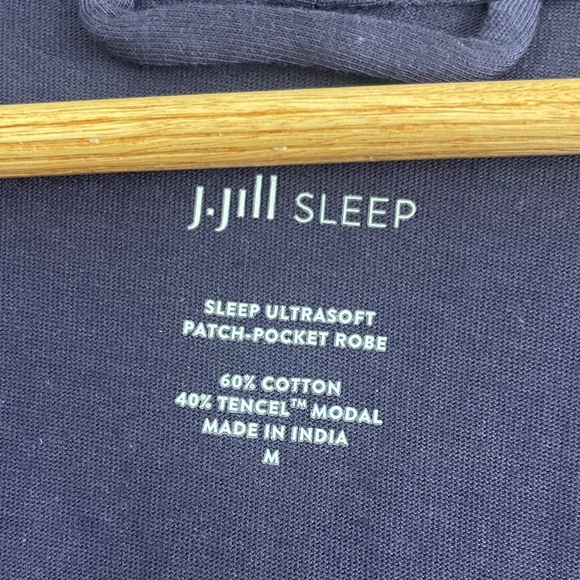 J.Jill SLEEP
SLEEP ULTRASOFT
PATCH-POCKET ROBE
60% COTTON
40% TENCEL™ MODAL
MADE IN INDIA
M